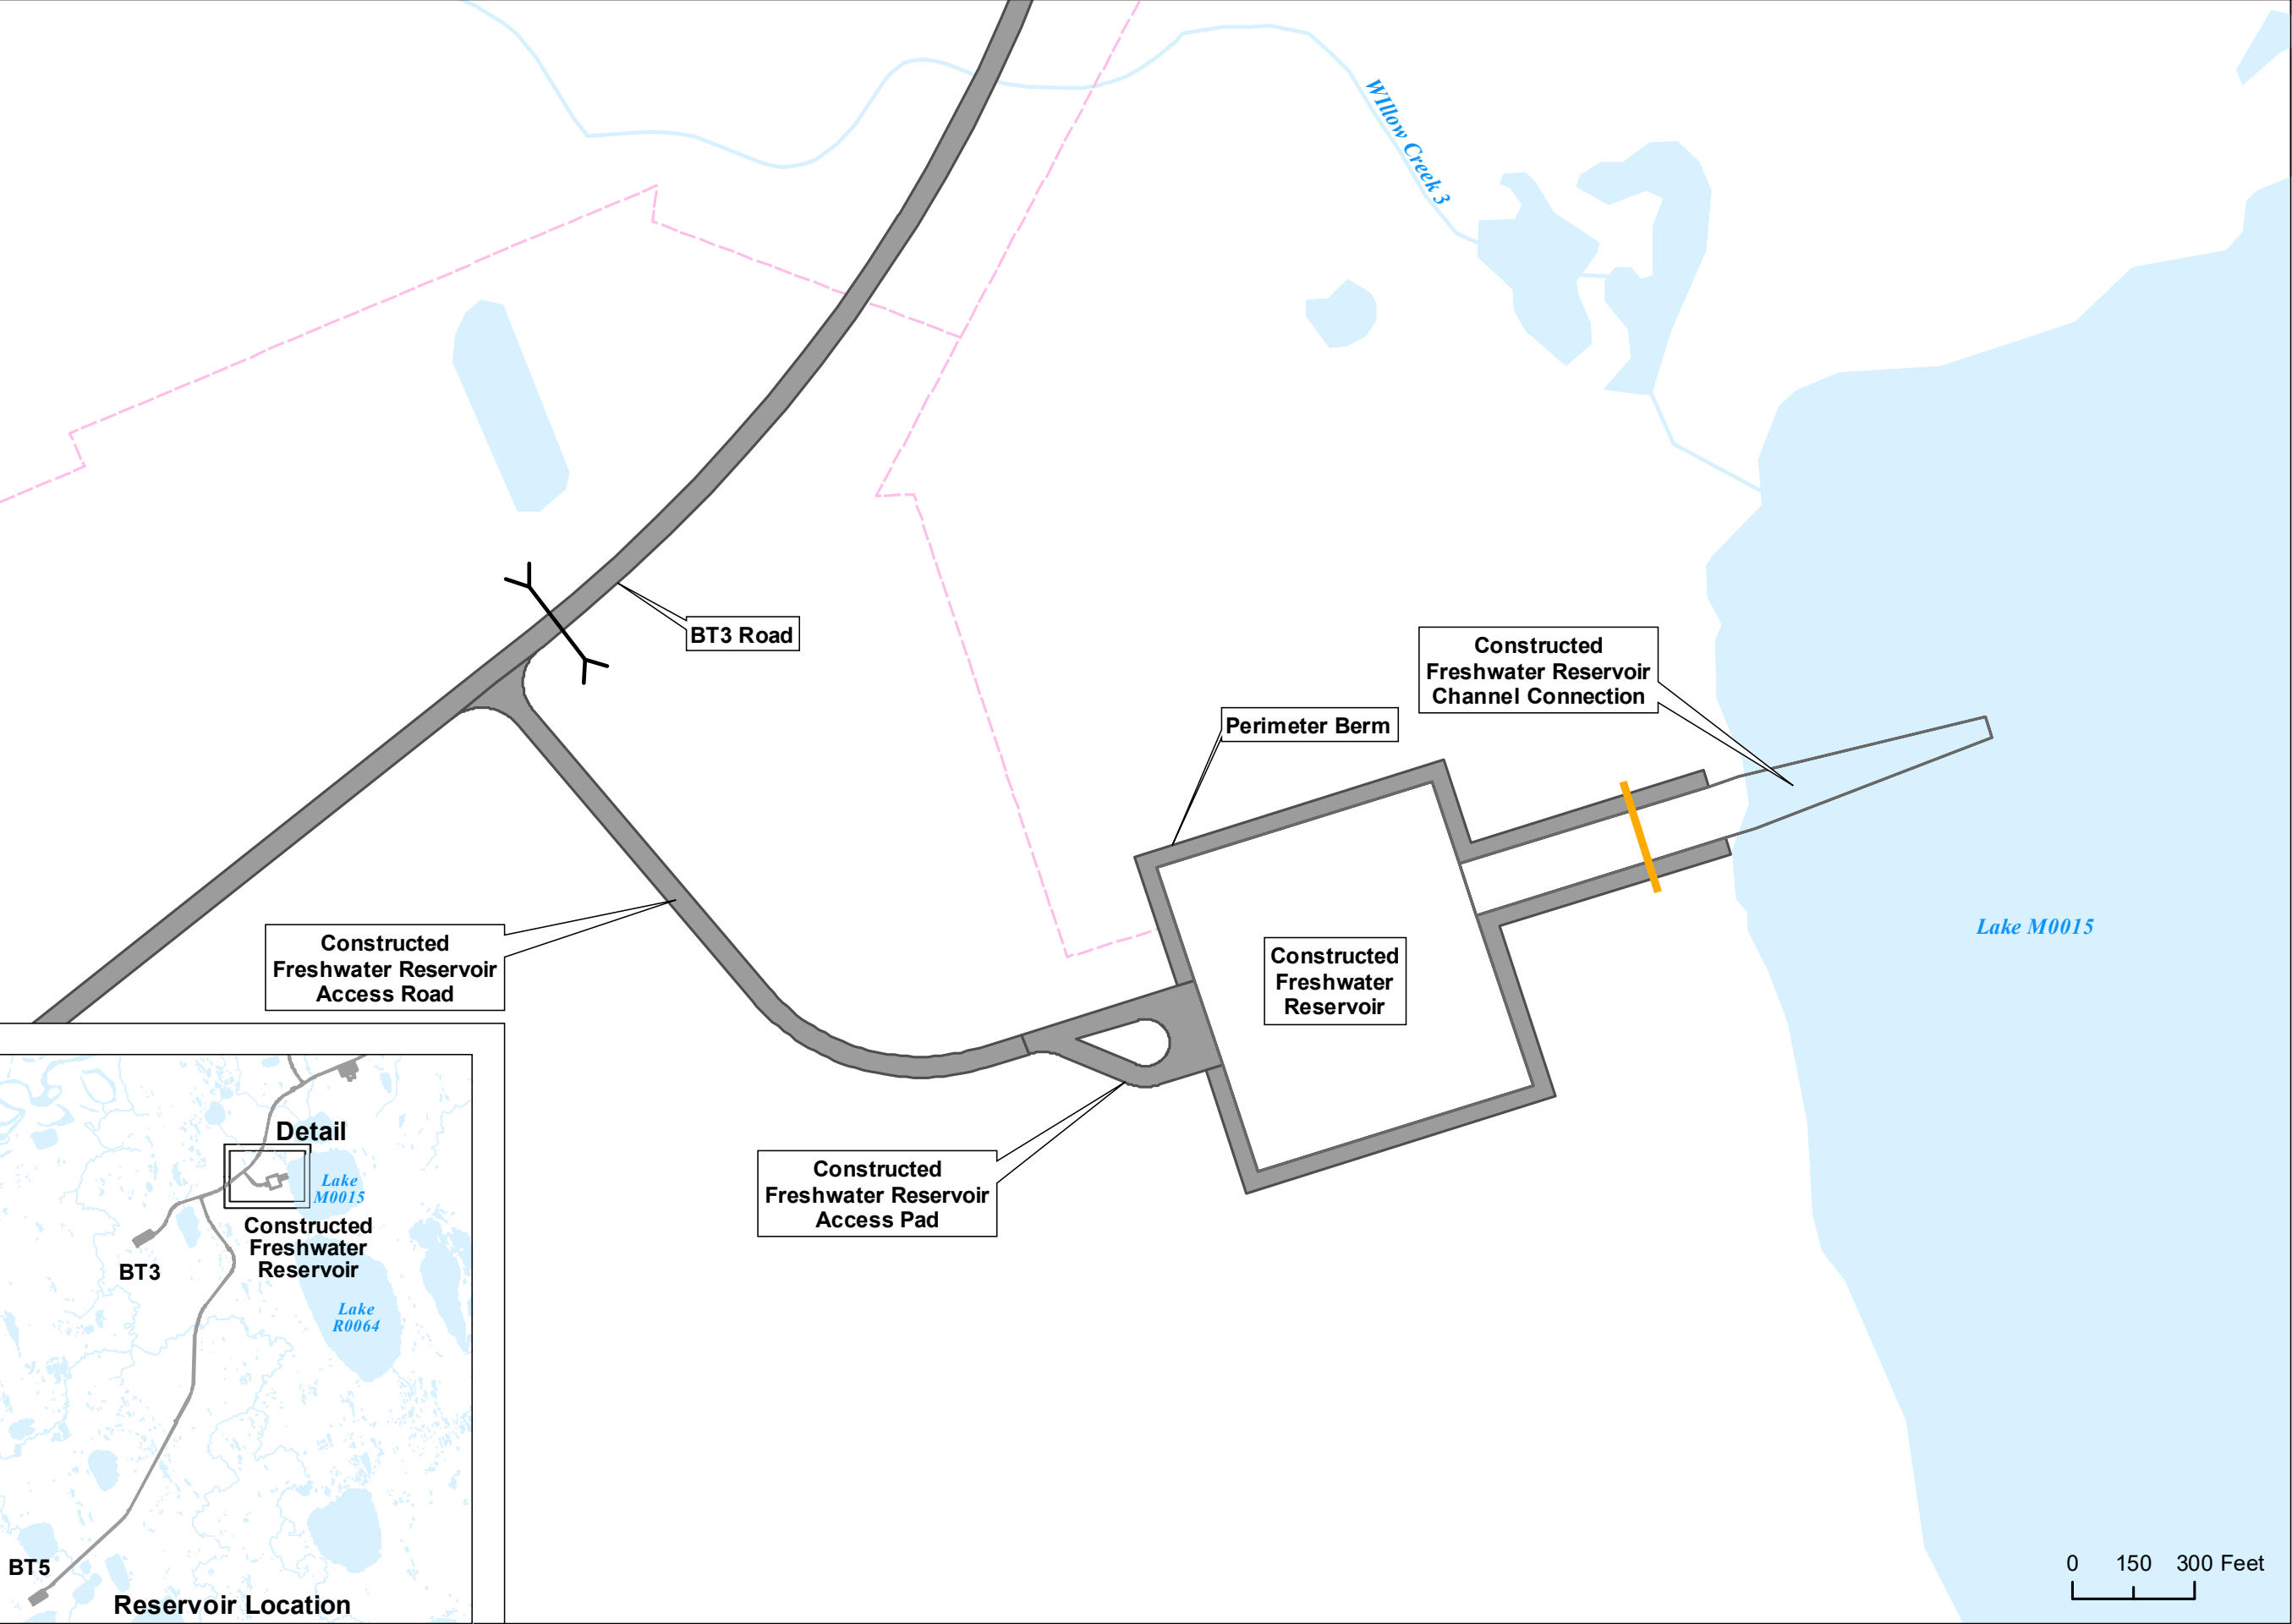 WIllow Creek 3
BT3 Road
Constructed
Freshwater Reservoir
Channel Connection
Perimeter Berm
Constructed
Freshwater Reservoir
Access Road
Lake M0015
Constructed
Freshwater
Reservoir
Constructed
Freshwater Reservoir
Access Pad
Detail
Lake
M0015
Constructed
Freshwater
Reservoir
BT3
Lake
R0064
BT5
Reservoir Location
0 150 300 Feet